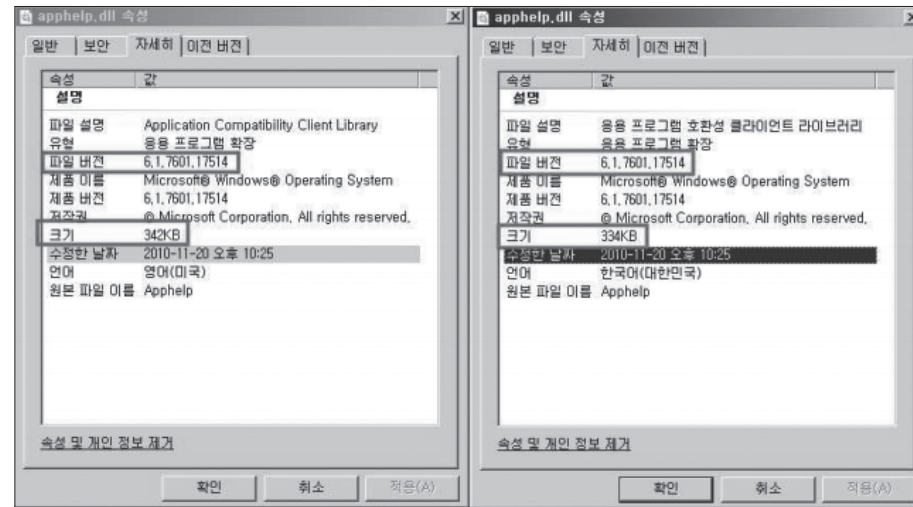 apphelp,dll 속성
일반 보안 자세히 이전 버전
속성 값
설명
파일 설명 Application Compatibility Client Library
유형 응용 프로그램 확장
파일 버전 6,1,7601,17514
제품 이름 Microsoft® Windows® Operating System
제품 버전 6,1,7601,17514
저작권 © Microsoft Corporation, All rights reserved,
크기 342KB
수정한 날짜 2010-11-20 오후 10:25
언어 영어(미국)
원본 파일 이름 Apphelp
속성 및 개인 정보 제거
확인 취소 적용(A)
apphelp,dll 속성
일반 보안 자세히 이전 버전
속성 값
설명
파일 설명 응용 프로그램 호환성 클라이언트 라이브러리
유형 응용 프로그램 확장
파일 버전 6,1,7601,17514
제품 이름 Microsoft® Windows® Operating System
제품 버전 6,1,7601,17514
저작권 © Microsoft Corporation, All rights reserved,
크기 334KB
수정한 날짜 2010-11-20 오후 10:25
언어 한국어(대한민국)
원본 파일 이름 Apphelp
속성 및 개인 정보 제거
확인 취소 적용(A)